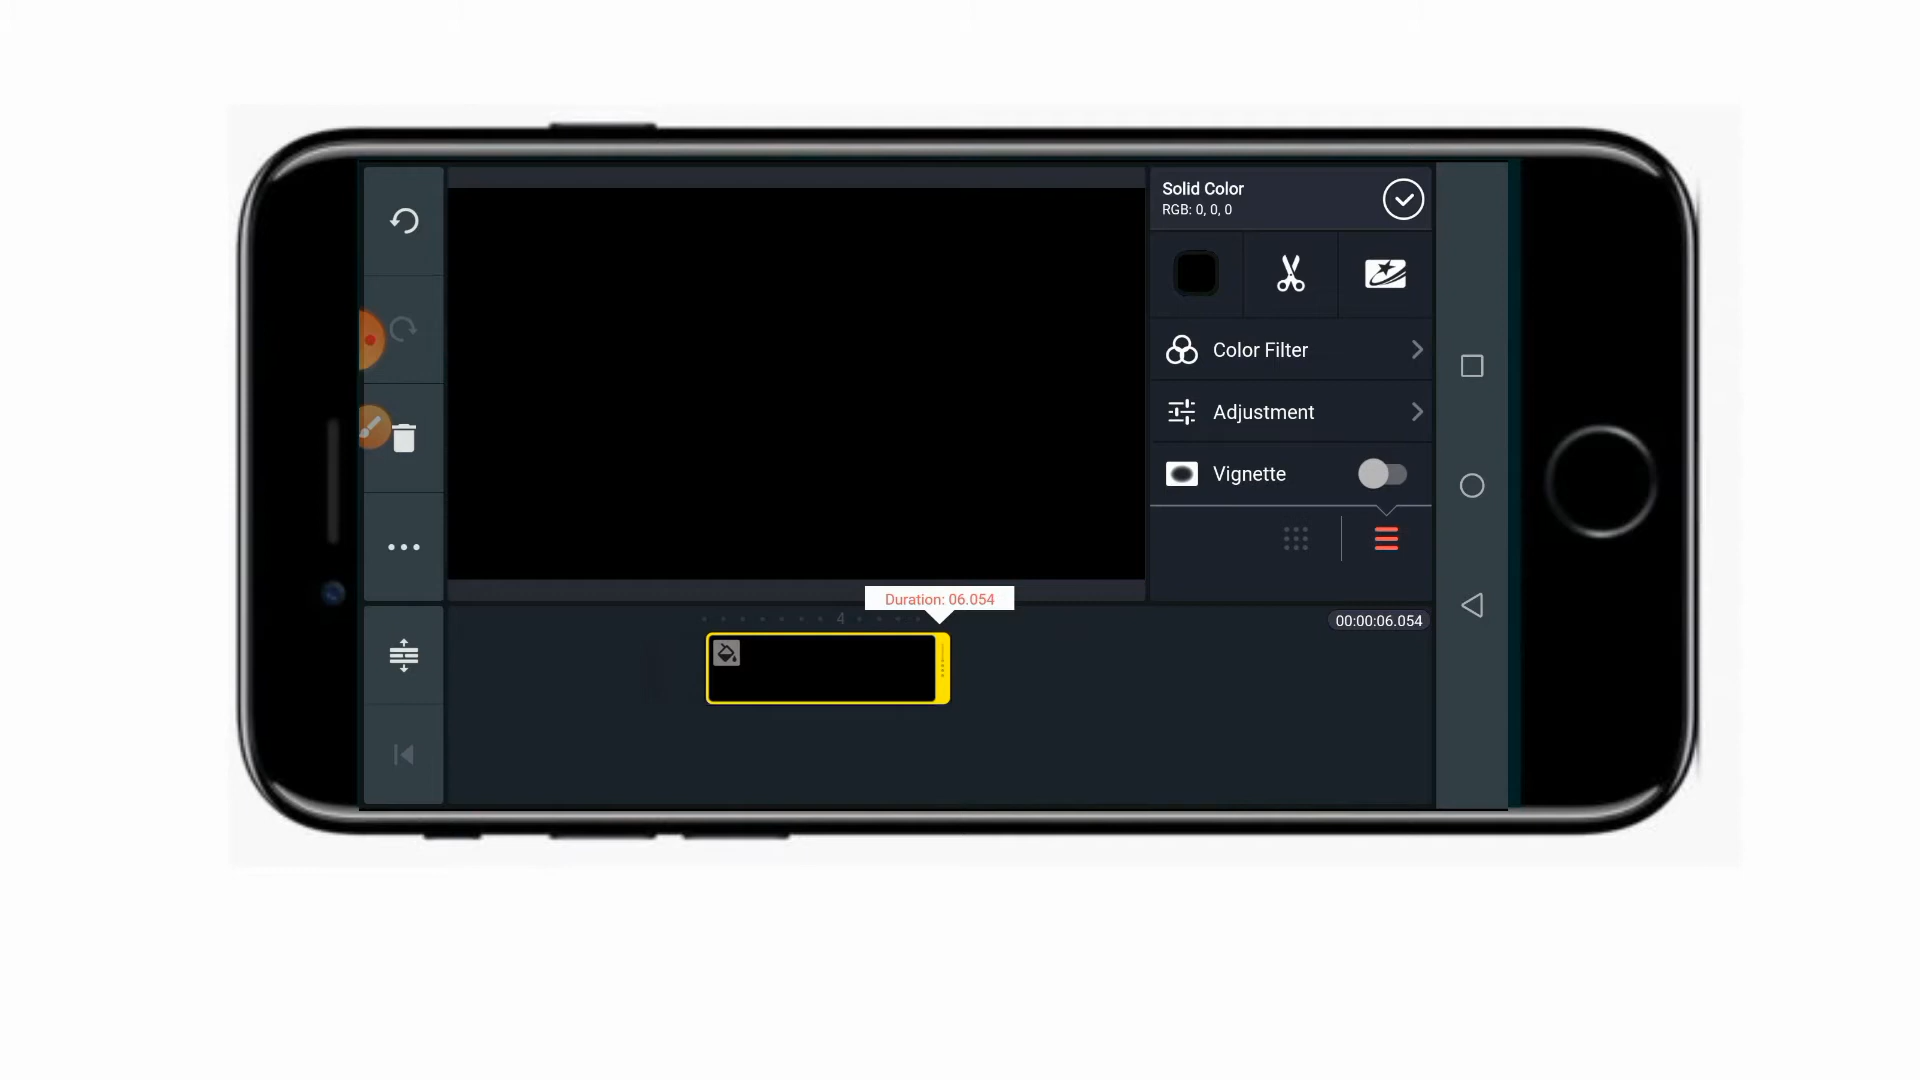 Solid Color
RGB: 0, 0, 0
Color Filter
Adjustment
Vignette
Duration: 06.054
4
00:00:06.054